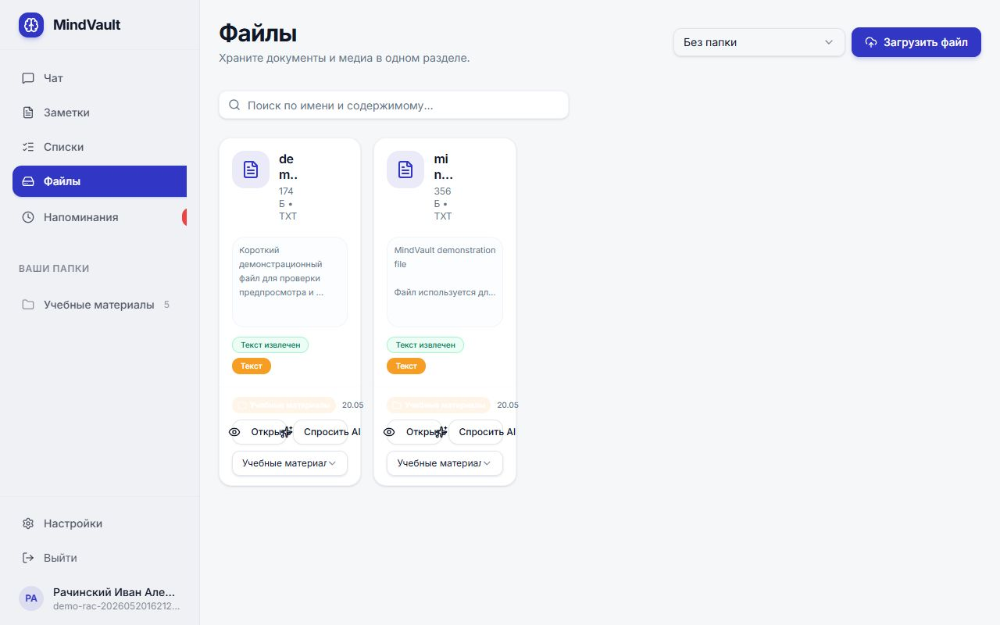 MindVault
Чат
Заметки
Списки
Файлы
Напоминания
ВАШИ ПАПКИ
Учебные материалы 5
Настройки
Выйти
РА
Рачинский Иван Але...
demo-rac-2026052016212...
Файлы
Храните документы и медиа в одном разделе.
Без папки
Загрузить файл
Поиск по имени и содержимому...
de
m..
174
Б •
TXT
Короткий
демонстрационный
файл для проверки
предпросмотра и ...
Текст извлечен
Текст
Учебные материалы 20.05
Спросить AI
Учебные материал
mi
n...
356
Б •
TXT
MindVault demonstration
file
Файл используется дл...
Текст извлечен
Текст
Учебные материалы 20.05
Спросить AI
Учебные материал